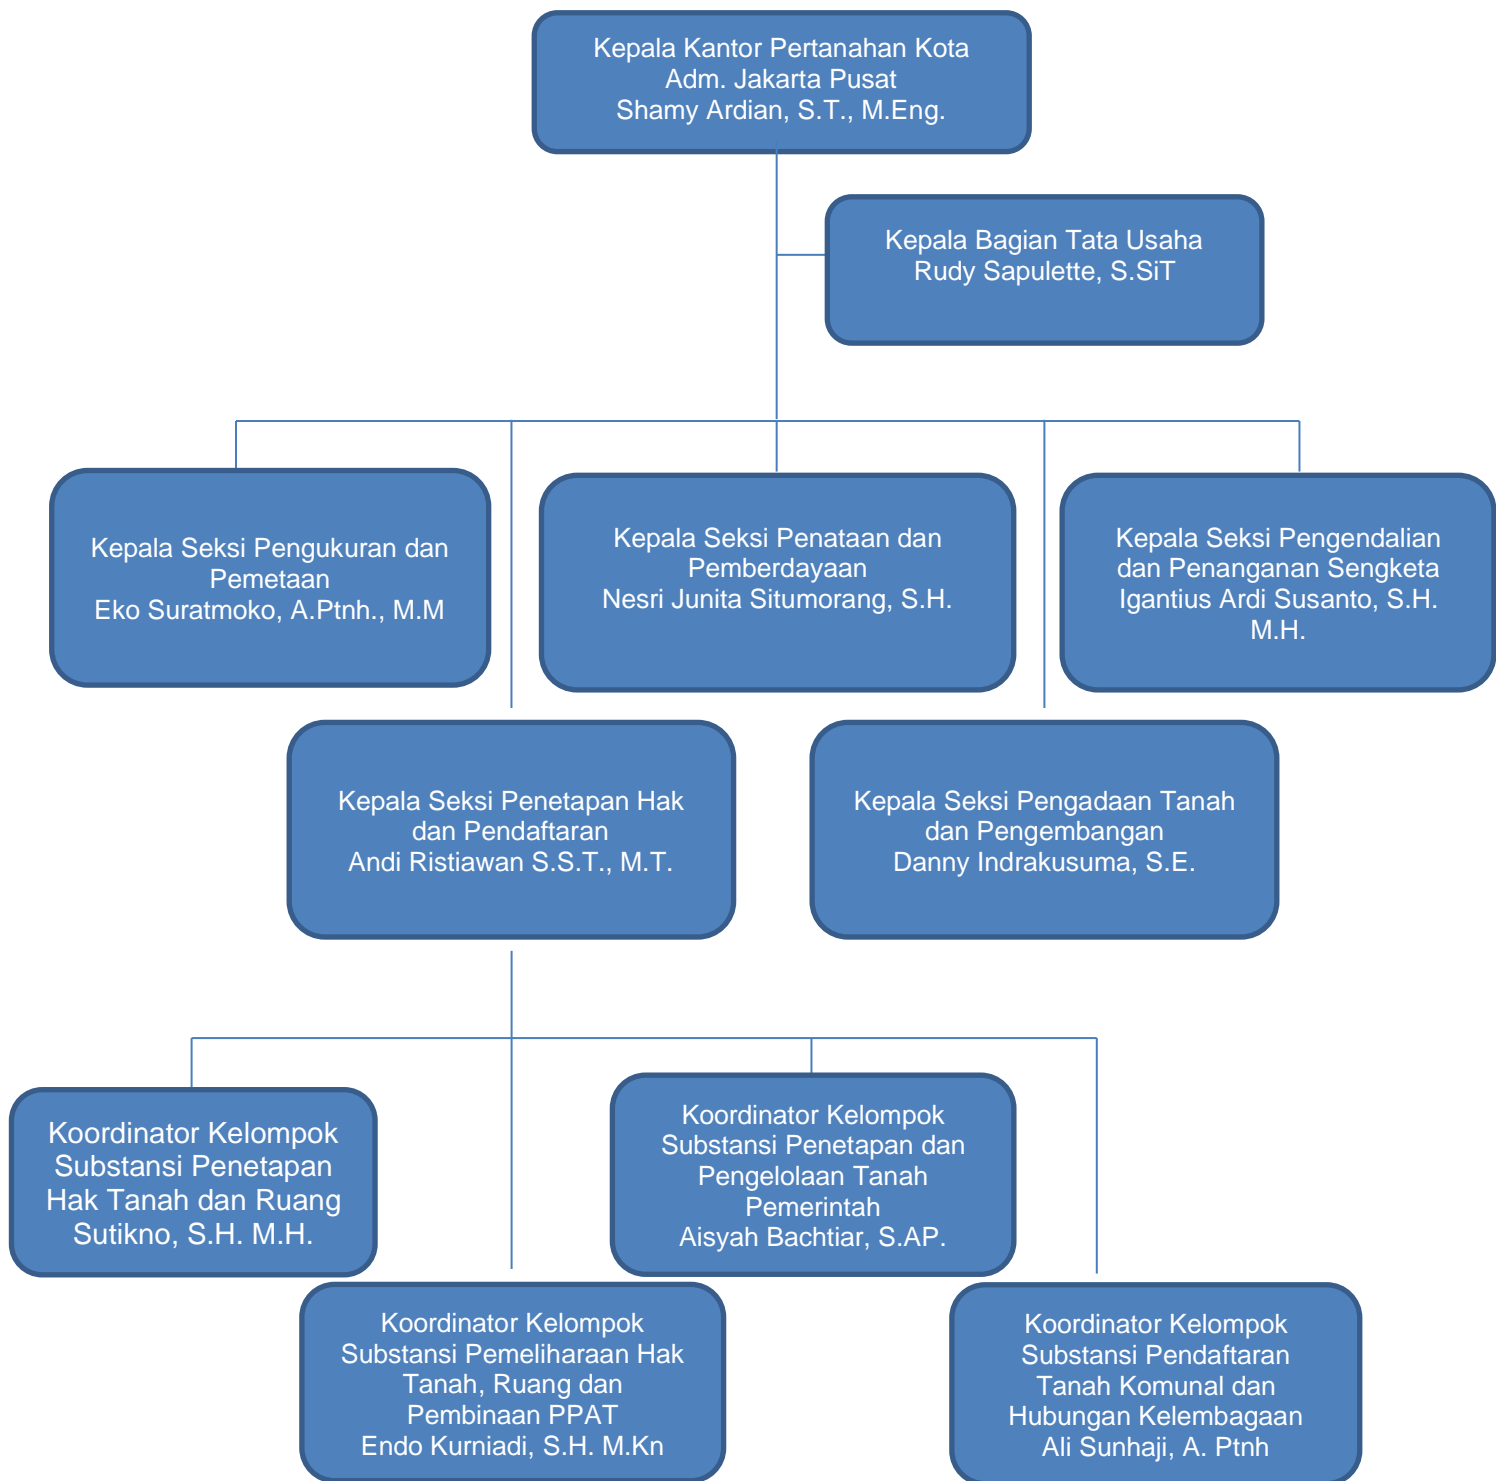 Kepala Kantor Pertanahan Kota
Adm. Jakarta Pusat
Shamy Ardian, S.T., M.Eng.
Kepala Bagian Tata Usaha
Rudy Sapulette, S.SiT
Kepala Seksi Pengukuran dan
Pemetaan
Eko Suratmoko, A.Ptnh., M.M
Kepala Seksi Penataan dan
Pemberdayaan
Nesri Junita Situmorang, S.H.
Kepala Seksi Pengendalian
dan Penanganan Sengketa
Igantius Ardi Susanto, S.H.
M.H.
Kepala Seksi Penetapan Hak
dan Pendaftaran
Andi Ristiawan S.S.T., M.T.
Kepala Seksi Pengadaan Tanah
dan Pengembangan
Danny Indrakusuma, S.E.
Koordinator Kelompok
Substansi Penetapan
Hak Tanah dan Ruang
Sutikno, S.H. M.H.
Koordinator Kelompok
Substansi Penetapan dan
Pengelolaan Tanah
Pemerintah
Aisyah Bachtiar, S.AP.
Koordinator Kelompok
Substansi Pemeliharaan Hak
Tanah, Ruang dan
Pembinaan PPAT
Endo Kurniadi, S.H. M.Kn
Koordinator Kelompok
Substansi Pendaftaran
Tanah Komunal dan
Hubungan Kelembagaan
Ali Sunhaji, A. Ptnh